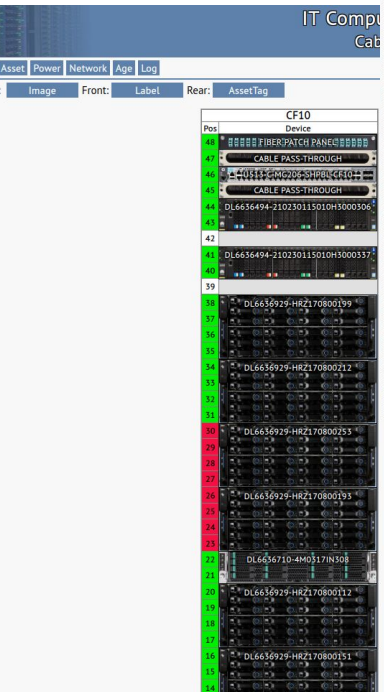 IT Compu
Cab
Asset Power Network Age Log
: Image Front: Label Rear: AssetTag
CF10
Pos Device
48 FIBER PATCH PANEL
47 CABLE PASS-THROUGH
46 U513-C-MG206-SHPBL-CF10
45 CABLE PASS-THROUGH
44 DL6636494-210230115010H3000306
43
42
41 DL6636494-210230115010H3000337
40
39
38 DL6636929-HRZ170800199
37
36
35
34 DL6636929-HRZ170800212
33
32
31
30 DL6636929-HRZ170800253
29
28
27
26 DL6636929-HRZ170800193
25
24
23
22 DL6636710-4M0317IN308
21
20 DL6636929-HRZ170800112
19
18
17
16 DL6636929-HRZ170800151
15
14